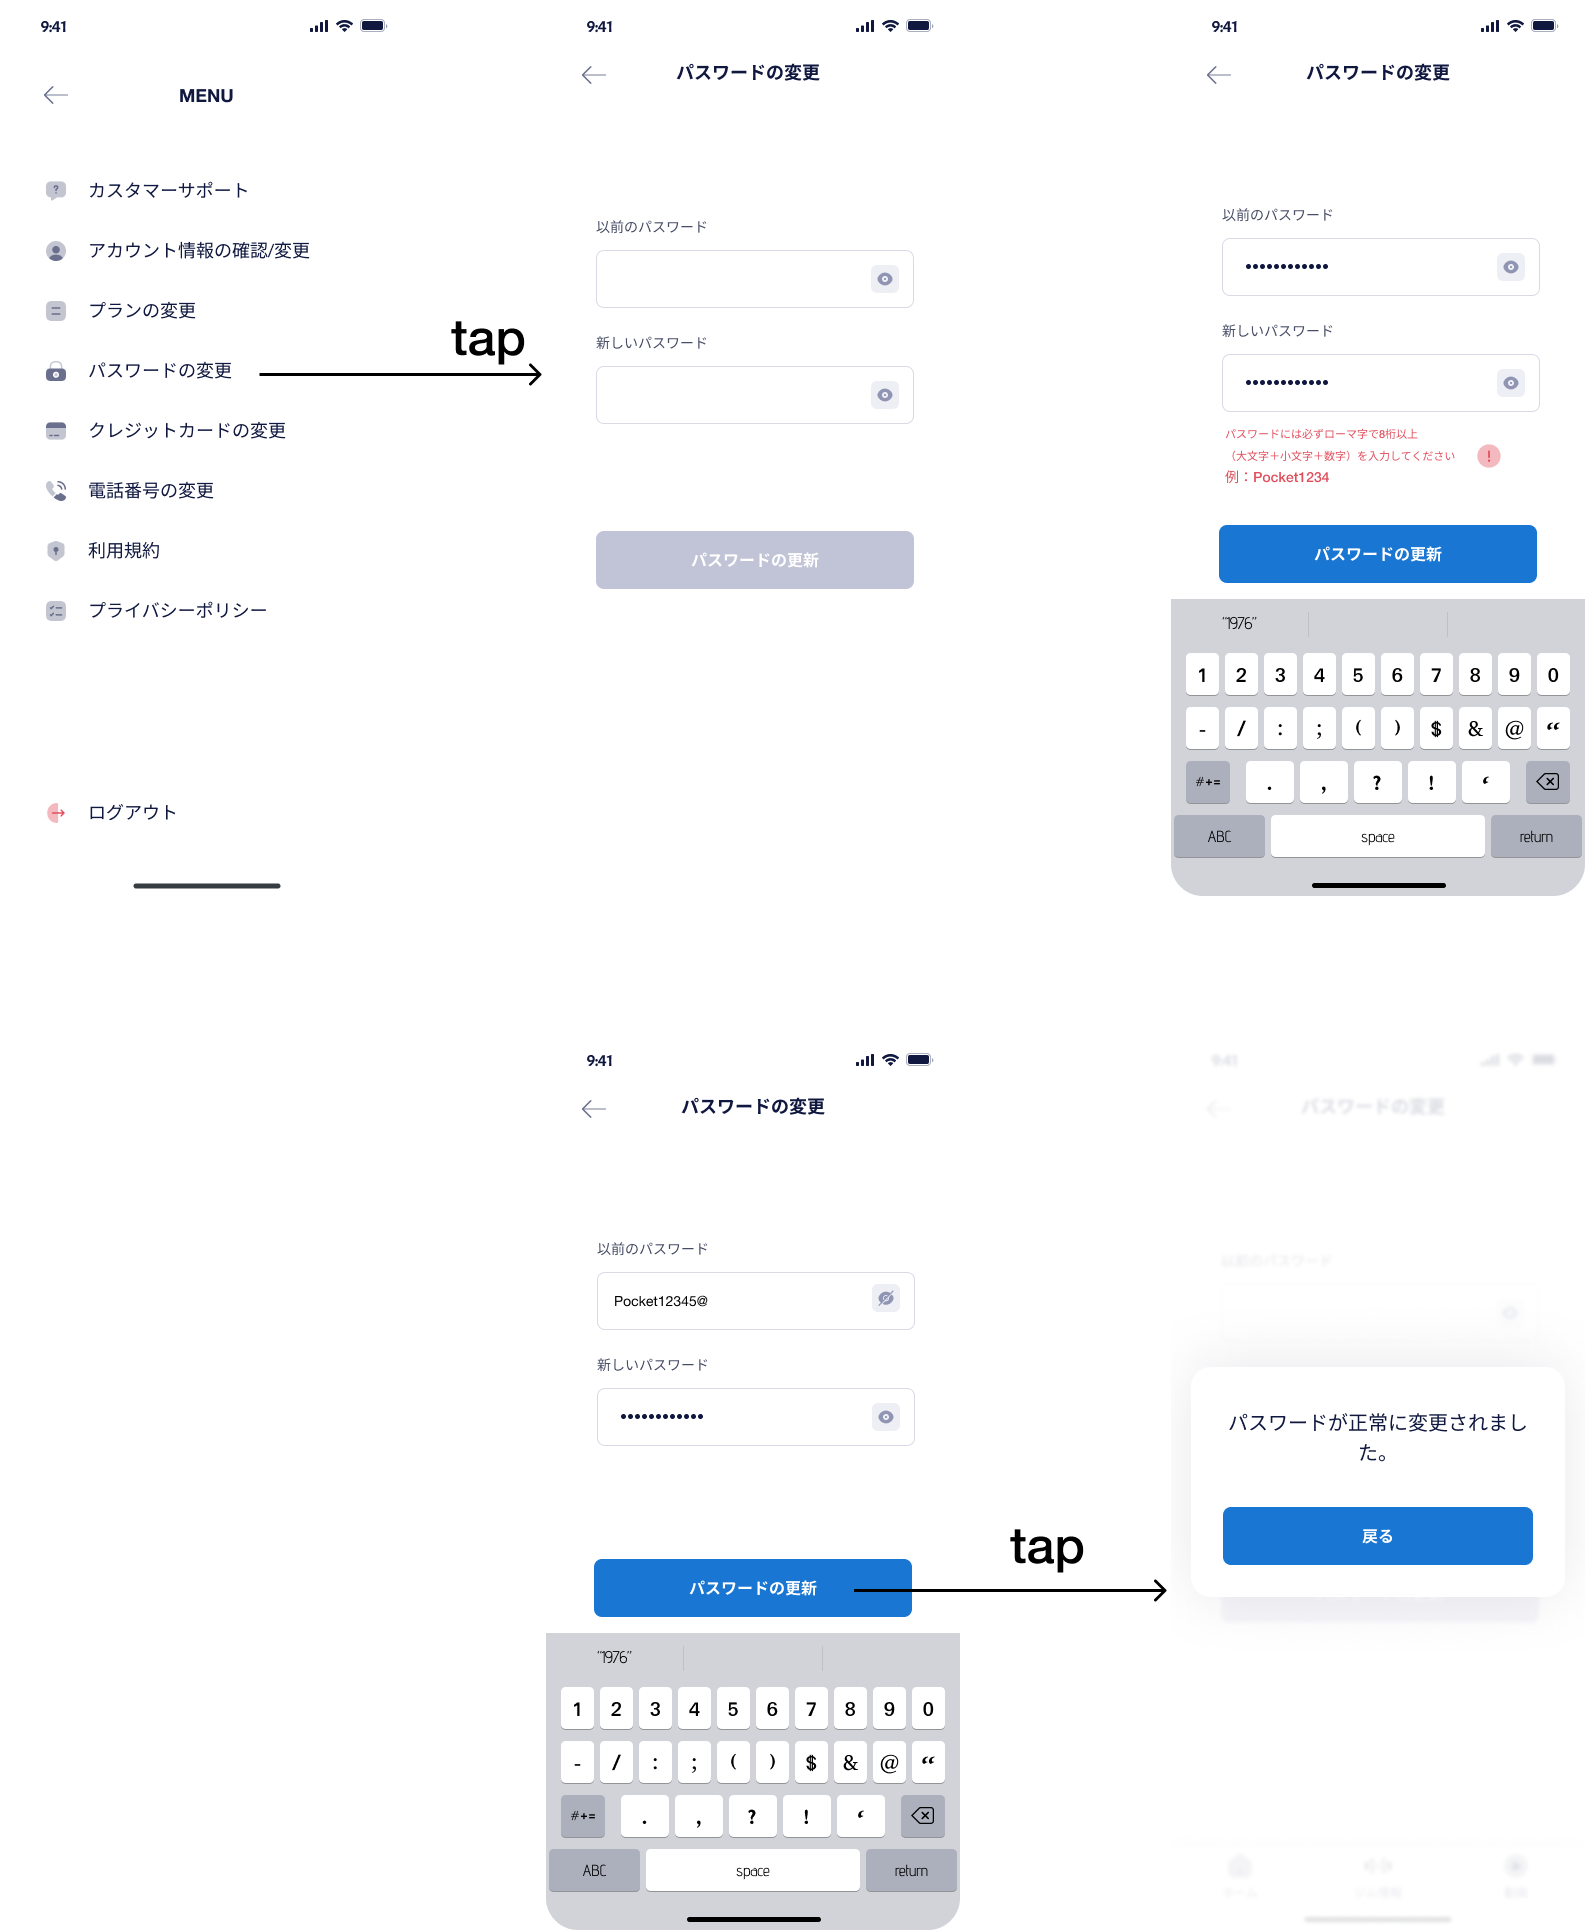 9:41
MENU
カスタマーサポート
アカウント情報の確認/変更
プランの変更
パスワードの変更
クレジットカードの変更
電話番号の変更
利用規約
プライバシーポリシー
ログアウト
tap
9:41
パスワードの変更
以前のパスワード
新しいパスワード
パスワードの更新
9:41
パスワードの変更
以前のパスワード
••••••••••••
新しいパスワード
••••••••••••
パスワードには必ずローマ字で8桁以上
（大文字＋小文字＋数字）を入力してください
例：Pocket1234
パスワードの更新
"1976"
1 2 3 4 5 6 7 8 9 0
- / : ; ( ) $ & @ “
#+= . , ? ! ‘
ABC space return
9:41
パスワードの変更
以前のパスワード
Pocket12345@
新しいパスワード
••••••••••••
パスワードの更新
tap
"1976"
1 2 3 4 5 6 7 8 9 0
- / : ; ( ) $ & @ “
#+= . , ? ! ‘
ABC space return
9:41
パスワードの変更
以前のパスワード
パスワードが正常に変更されまし
た。
戻る